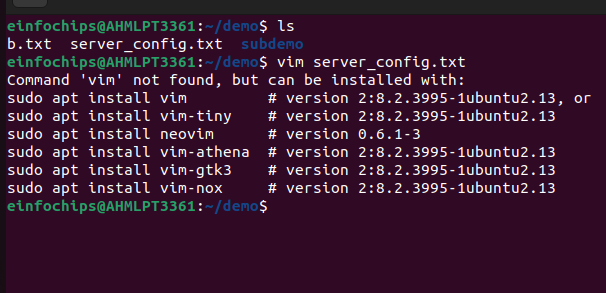 einfochips@AHMLPT3361:~/demo$ ls
b.txt  server_config.txt  subdemo
einfochips@AHMLPT3361:~/demo$ vim server_config.txt
Command 'vim' not found, but can be installed with:
sudo apt install vim         # version 2:8.2.3995-1ubuntu2.13, or
sudo apt install vim-tiny    # version 2:8.2.3995-1ubuntu2.13
sudo apt install neovim      # version 0.6.1-3
sudo apt install vim-athena  # version 2:8.2.3995-1ubuntu2.13
sudo apt install vim-gtk3    # version 2:8.2.3995-1ubuntu2.13
sudo apt install vim-nox     # version 2:8.2.3995-1ubuntu2.13
einfochips@AHMLPT3361:~/demo$